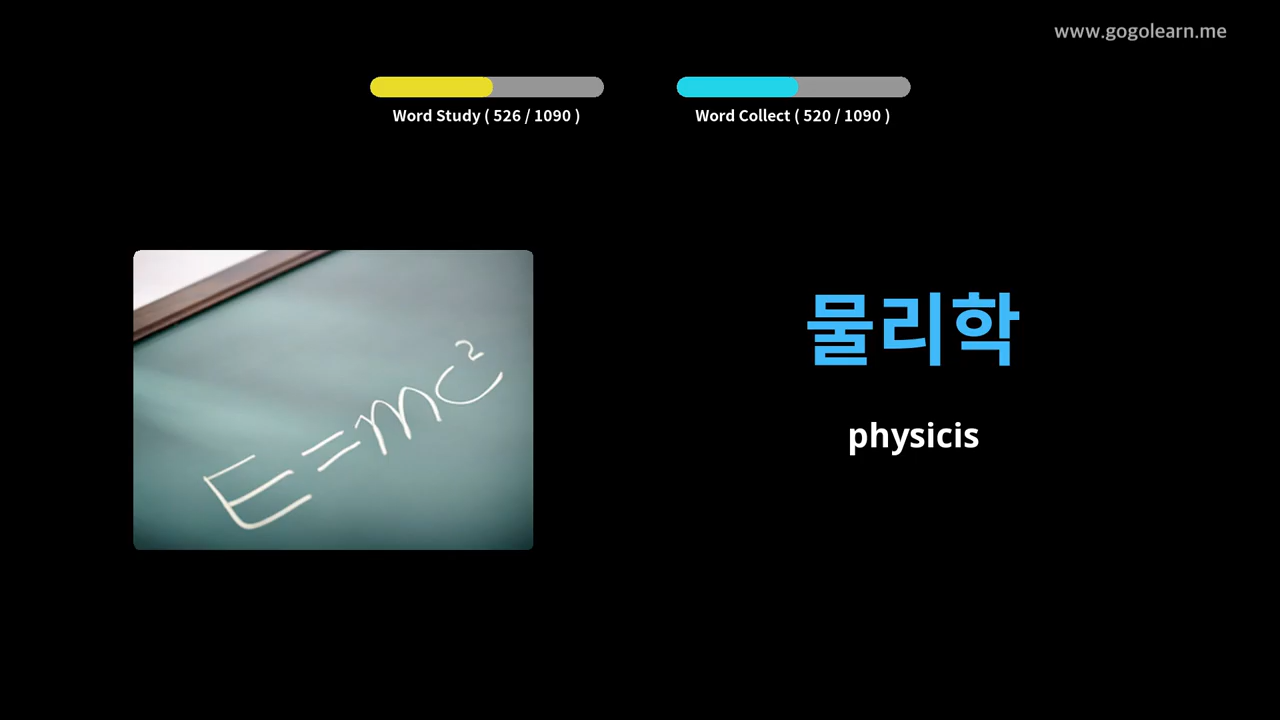 www.gogolearn.me
Word Study ( 526 / 1090 )
Word Collect ( 520 / 1090 )
E=mc²
물리학
physicis